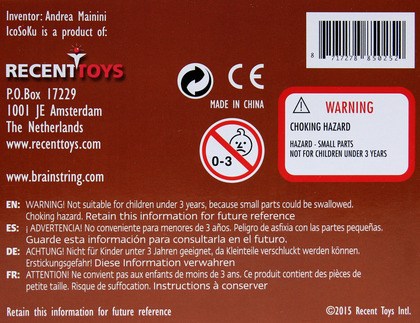 Inventor: Andrea Mainini
IcoSoKu is a product of:
RECENTTOYS
P.O.Box 17229
1001 JE Amsterdam
The Netherlands
www.recenttoys.com
www.brainstring.com
CE
MADE IN CHINA
0-3
8 717278 850252
WARNING
CHOKING HAZARD
HAZARD - SMALL PARTS
NOT FOR CHILDREN UNDER 3 YEARS
EN: WARNING! Not suitable for children under 3 years, because small parts could be swallowed.
Choking hazard. Retain this information for future reference
ES: ¡ ADVERTENCIA! No conveniente para menores de 3 años. Peligro de asfixia con las partes pequeñas.
Guarde esta información para consultarla en el futuro.
DE: ACHTUNG! Nicht für Kinder unter 3 Jahren geeignet, da Kleinteile verschluckt werden können.
Erstickungsgefahr! Diese Information Verwahren
FR: ATTENTION! Ne convient pas aux enfants de moins de 3 ans. Ce produit contient des pièces de
petite taille. Risque de suffocation. Instructions à conserver
Retain this information for future reference
©2015 Recent Toys Intl.